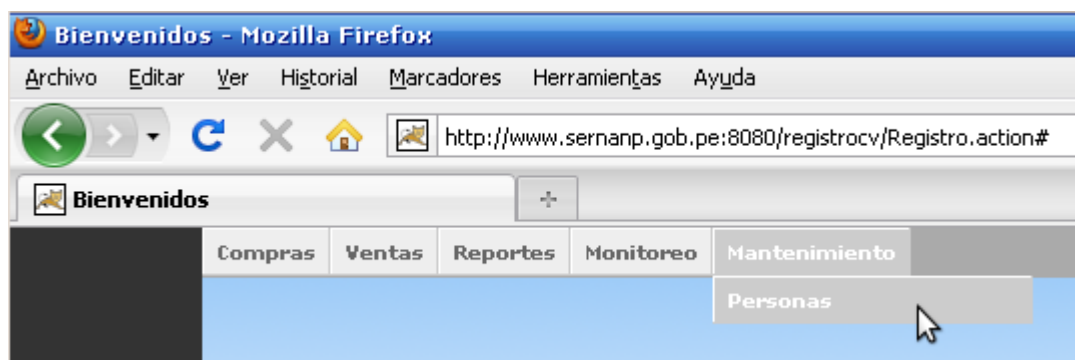 Bienvenidos - Mozilla Firefox
Archivo Editar Ver Historial Marcadores Herramientas Ayuda
http://www.sernanp.gob.pe:8080/registrocv/Registro.action#
Bienvenidos
Compras Ventas Reportes Monitoreo Mantenimiento
Personas